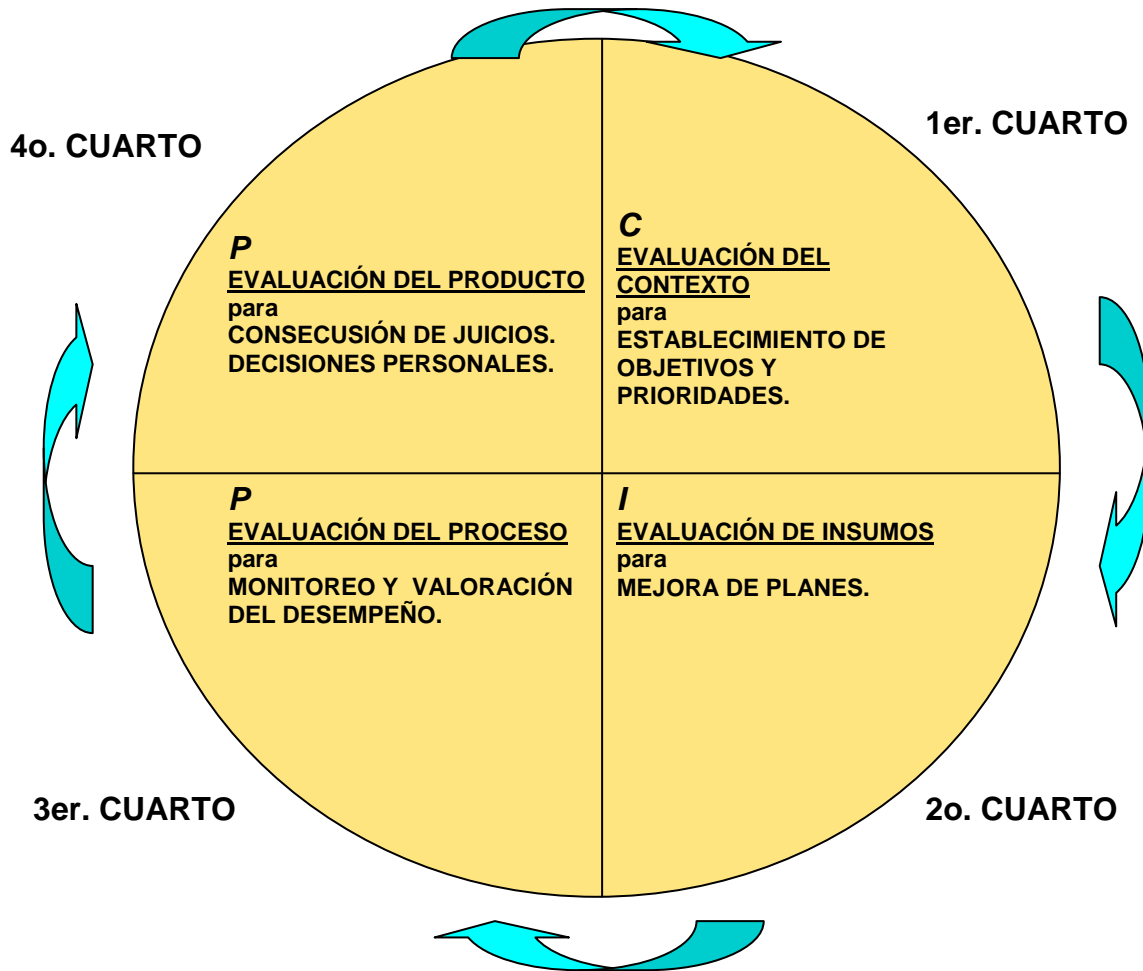 4o. CUARTO
1er. CUARTO
P
EVALUACIÓN DEL PRODUCTO
para
CONSECUSIÓN DE JUICIOS.
DECISIONES PERSONALES.
C
EVALUACIÓN DEL
CONTEXTO
para
ESTABLECIMIENTO DE
OBJETIVOS Y
PRIORIDADES.
P
EVALUACIÓN DEL PROCESO
para
MONITOREO Y VALORACIÓN
DEL DESEMPEÑO.
I
EVALUACIÓN DE INSUMOS
para
MEJORA DE PLANES.
3er. CUARTO
2o. CUARTO